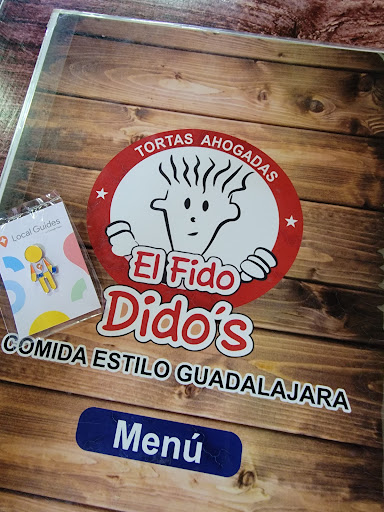 TORTAS AHOGADAS
El Fido
Dido's
COMIDA ESTILO GUADALAJARA
Menú
Local Guides